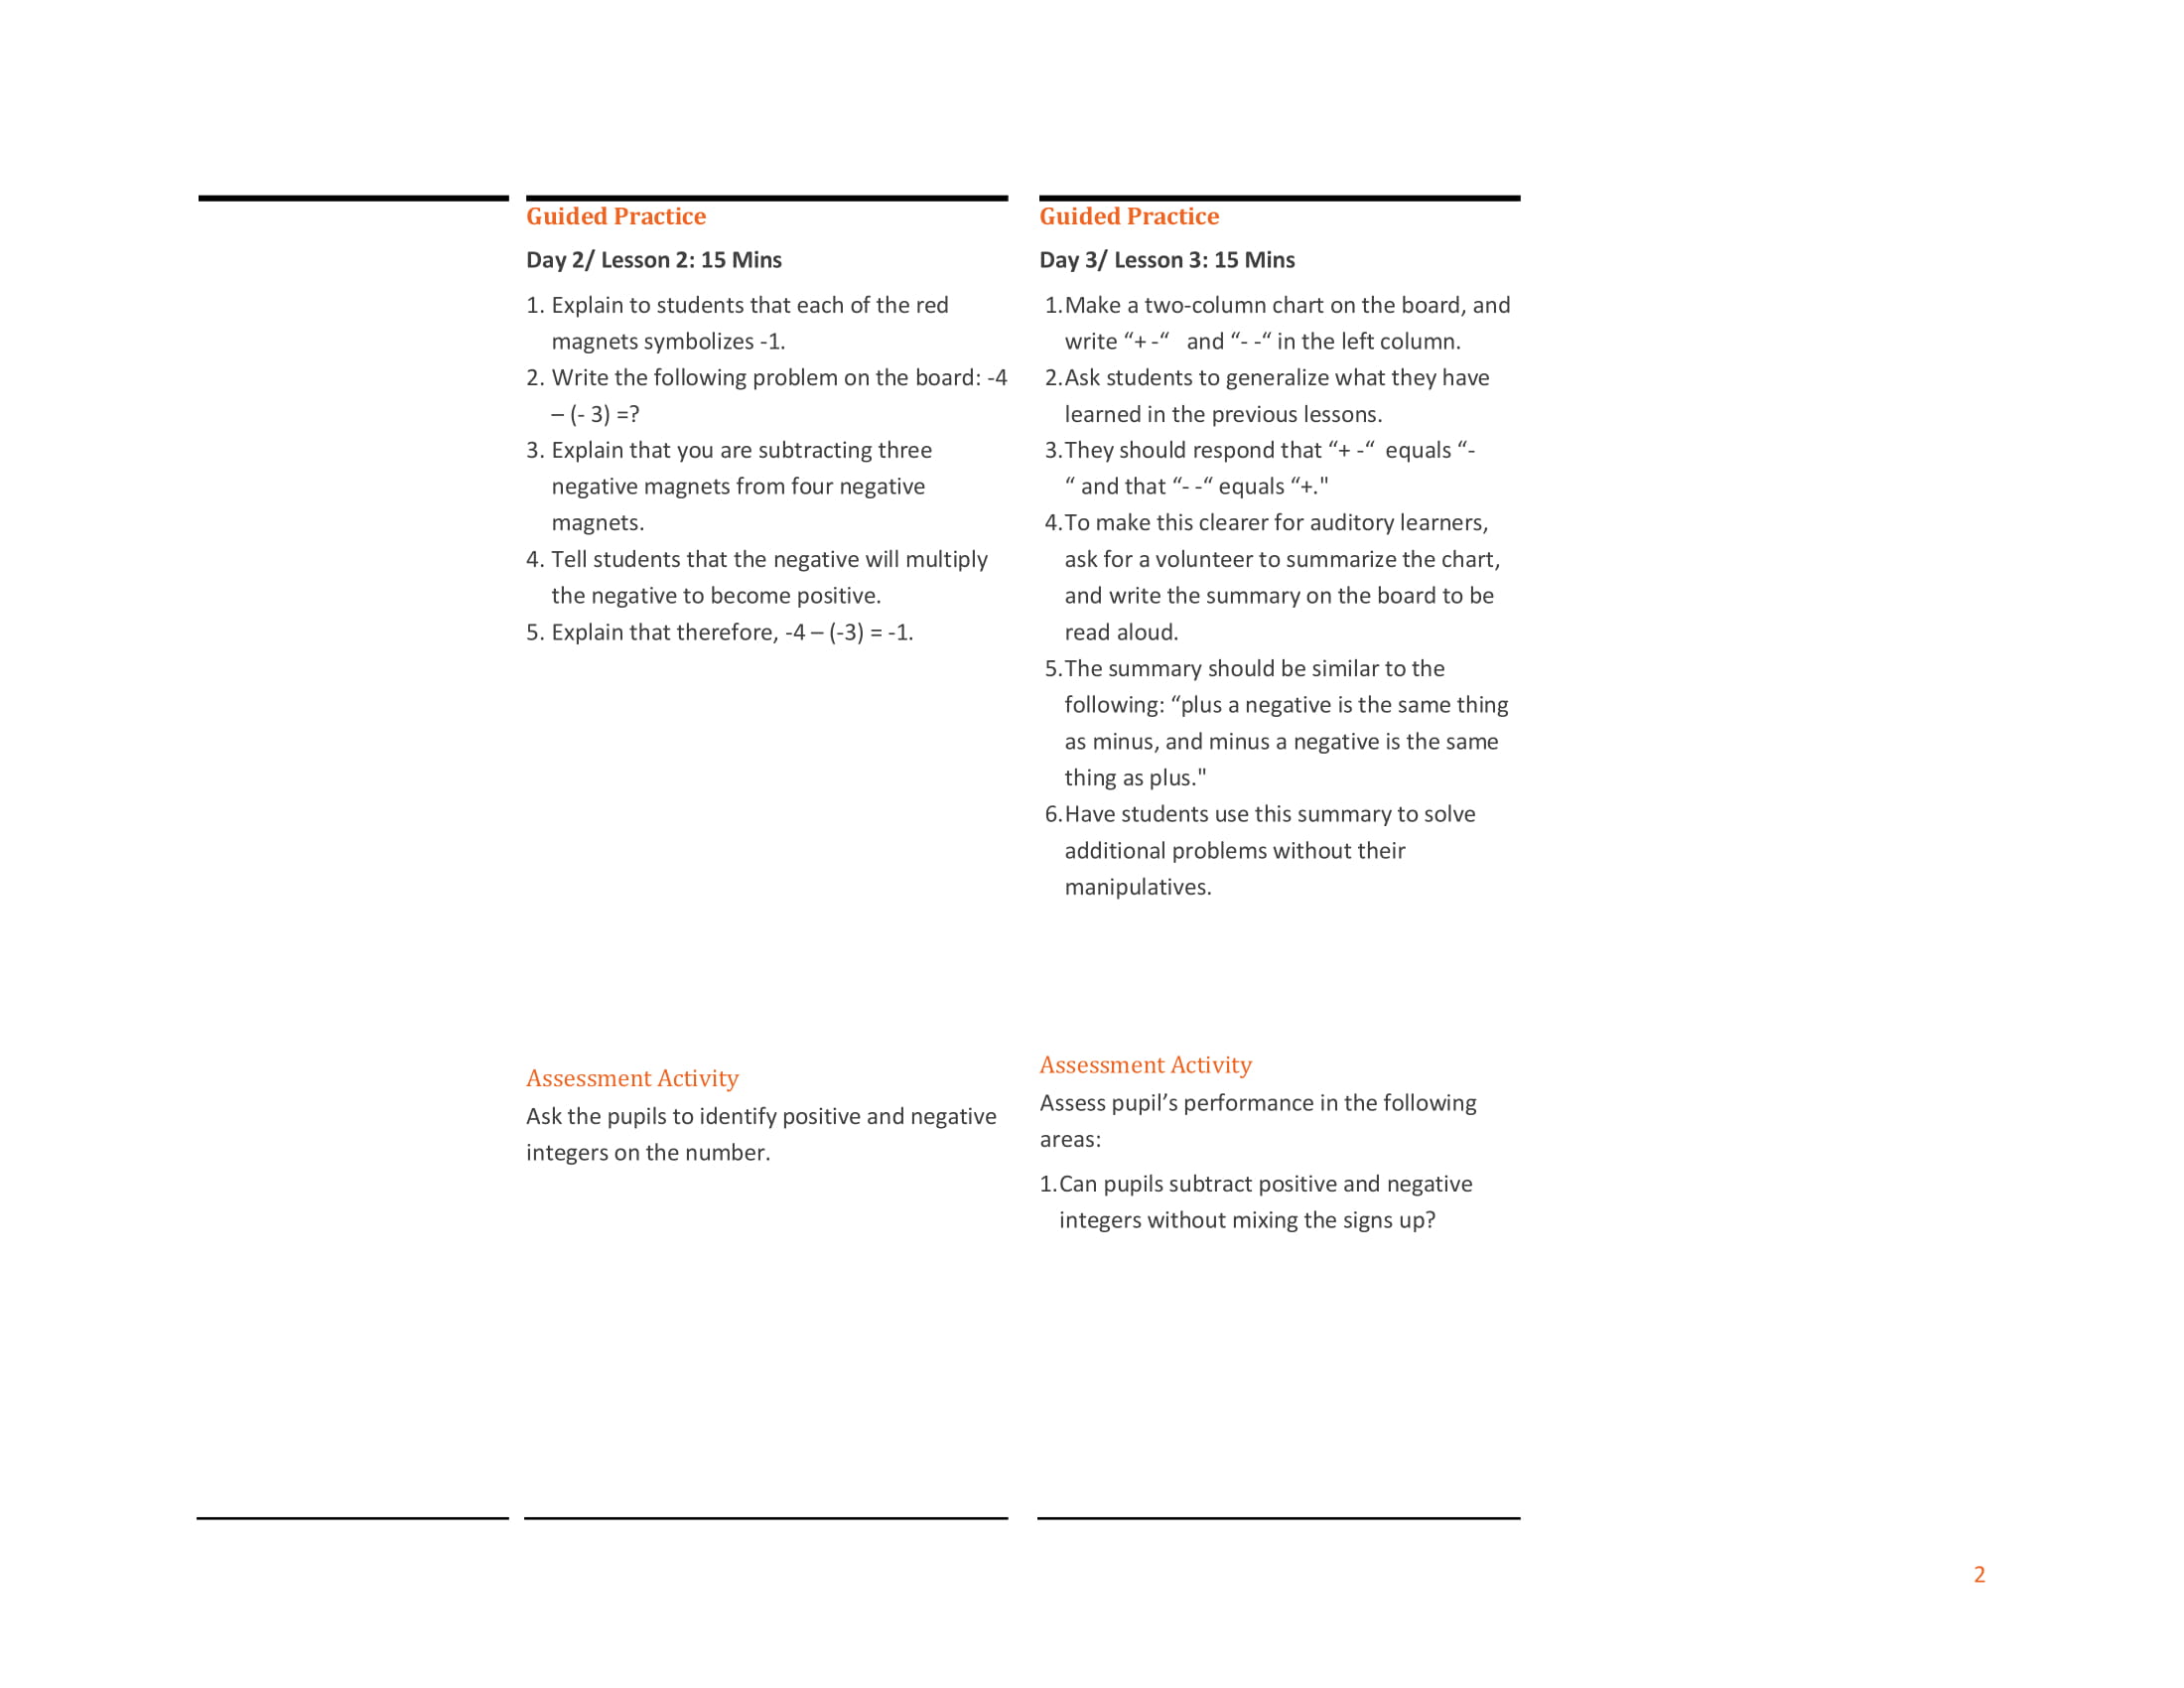 Guided Practice
Day 2/ Lesson 2: 15 Mins
1. Explain to students that each of the red
magnets symbolizes -1.
2. Write the following problem on the board: -4
– (- 3) =?
3. Explain that you are subtracting three
negative magnets from four negative
magnets.
4. Tell students that the negative will multiply
the negative to become positive.
5. Explain that therefore, -4 – (-3) = -1.
Assessment Activity
Ask the pupils to identify positive and negative
integers on the number.
Guided Practice
Day 3/ Lesson 3: 15 Mins
1.Make a two-column chart on the board, and
write “+ -“   and “- -“ in the left column.
2.Ask students to generalize what they have
learned in the previous lessons.
3.They should respond that “+ -“  equals “-
“ and that “- -“ equals “+."
4.To make this clearer for auditory learners,
ask for a volunteer to summarize the chart,
and write the summary on the board to be
read aloud.
5.The summary should be similar to the
following: “plus a negative is the same thing
as minus, and minus a negative is the same
thing as plus."
6.Have students use this summary to solve
additional problems without their
manipulatives.
Assessment Activity
Assess pupil’s performance in the following
areas:
1.Can pupils subtract positive and negative
integers without mixing the signs up?
2